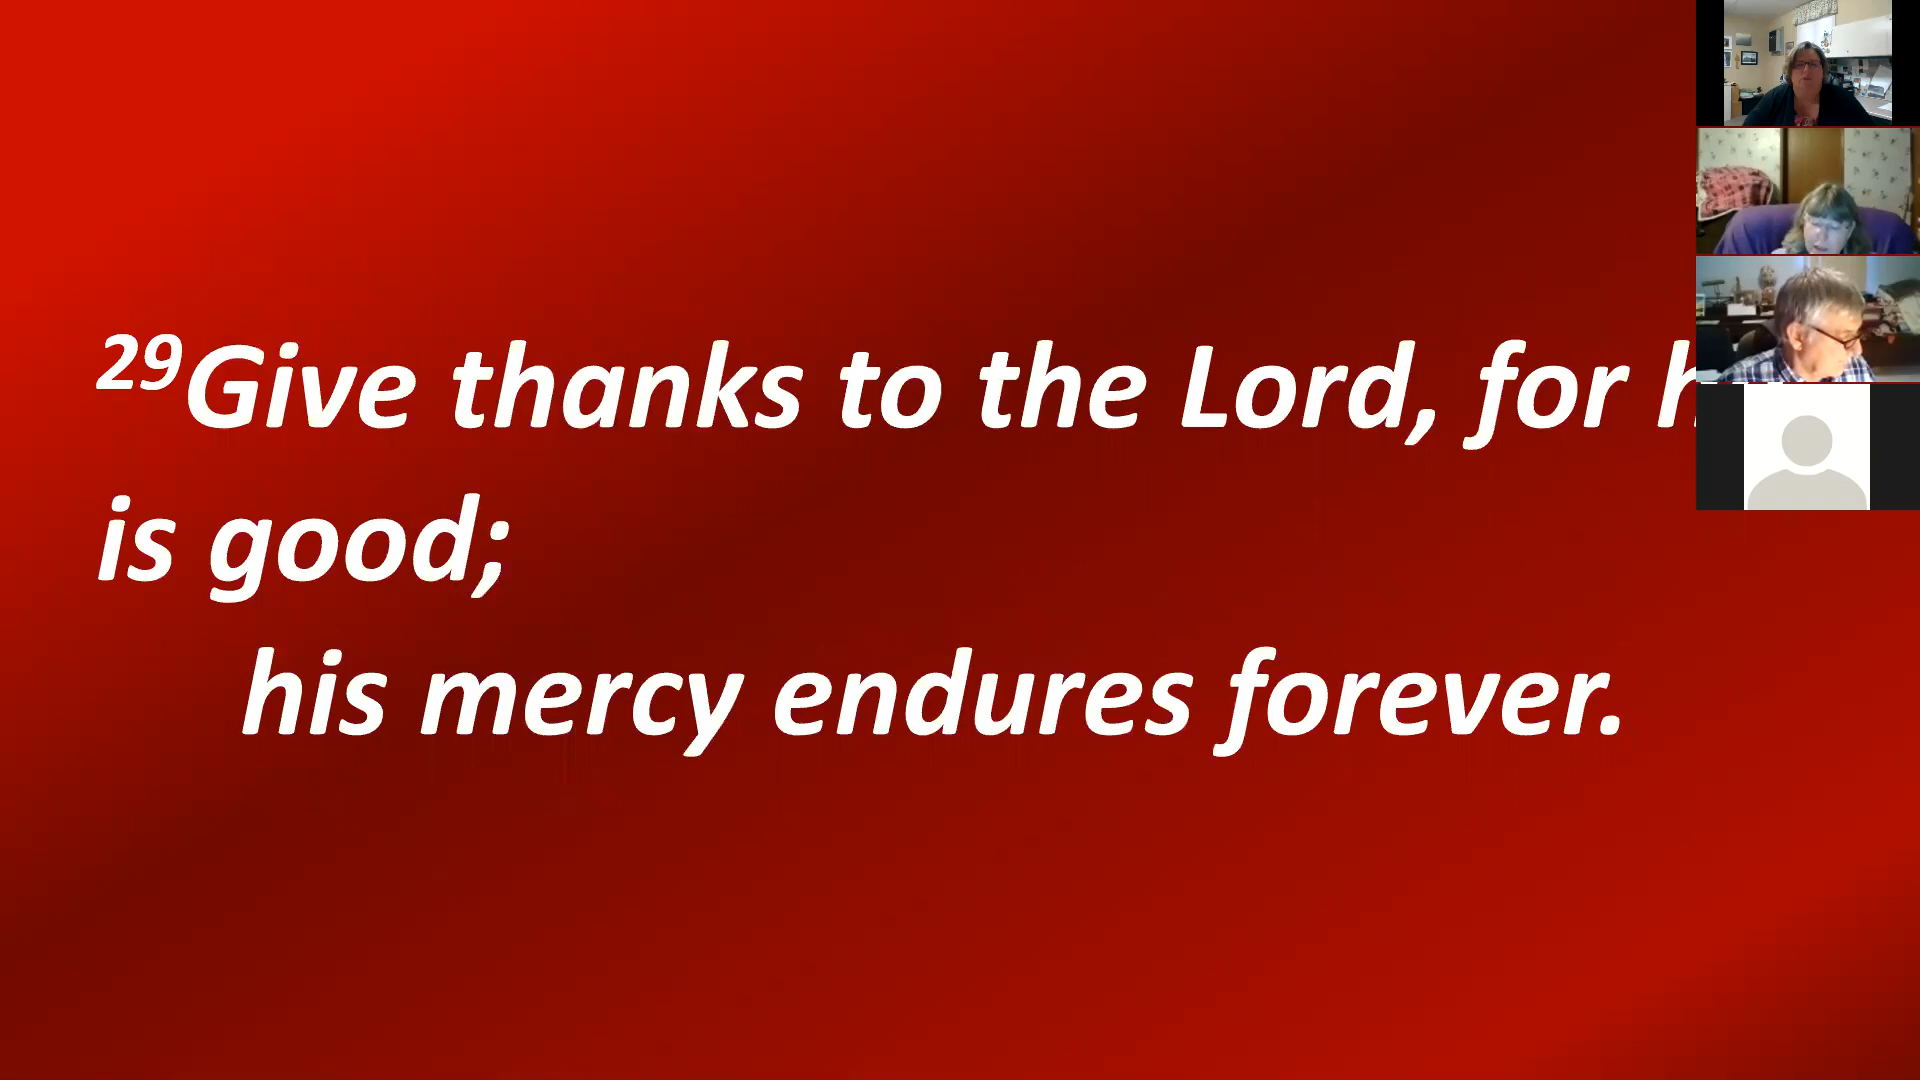 29Give thanks to the Lord, for
is good;
his mercy endures forever.